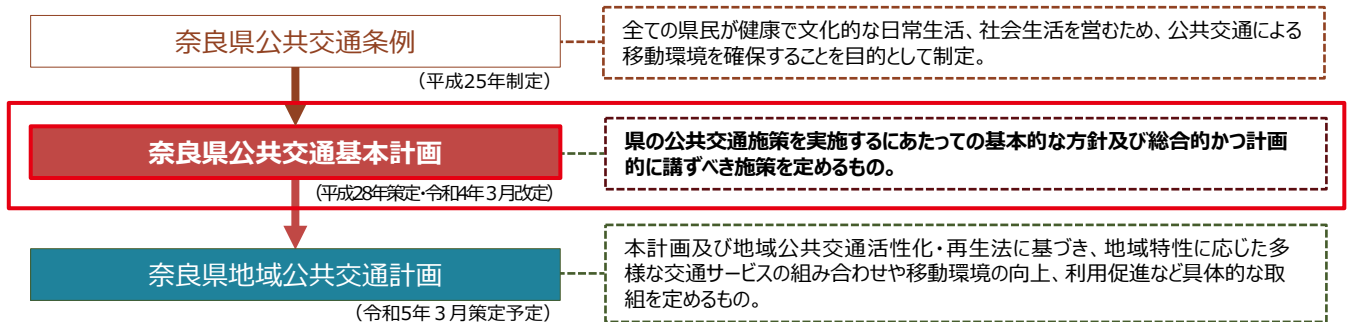 奈良県公共交通条例
(平成25年制定)
全ての県民が健康で文化的な日常生活、社会生活を営むため、公共交通による
移動環境を確保することを目的として制定。
奈良県公共交通基本計画
(平成28年策定・令和4年3月改定)
県の公共交通施策を実施するにあたっての基本的な方針及び総合的かつ計画
的に講ずべき施策を定めるもの。
奈良県地域公共交通計画
(令和5年3月策定予定)
本計画及び地域公共交通活性化・再生法に基づき、地域特性に応じた多
様な交通サービスの組み合わせや移動環境の向上、利用促進など具体的な取
組を定めるもの。